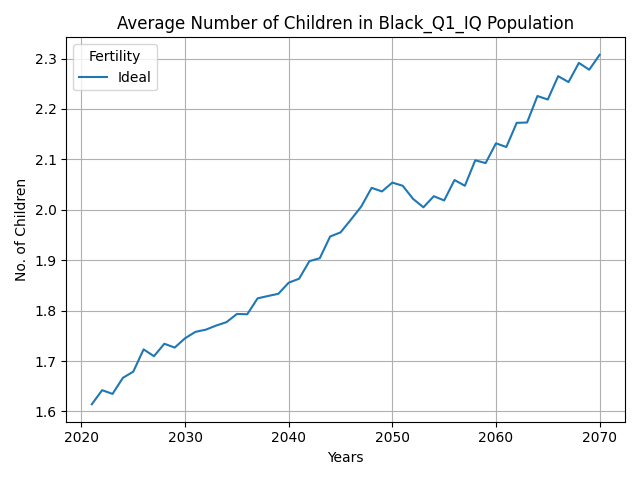 Average Number of Children in Black_Q1_IQ Population
Fertility
Ideal
No. of Children
2.3
2.2
2.1
2.0
1.9
1.8
1.7
1.6
2020 2030 2040 2050 2060 2070
Years